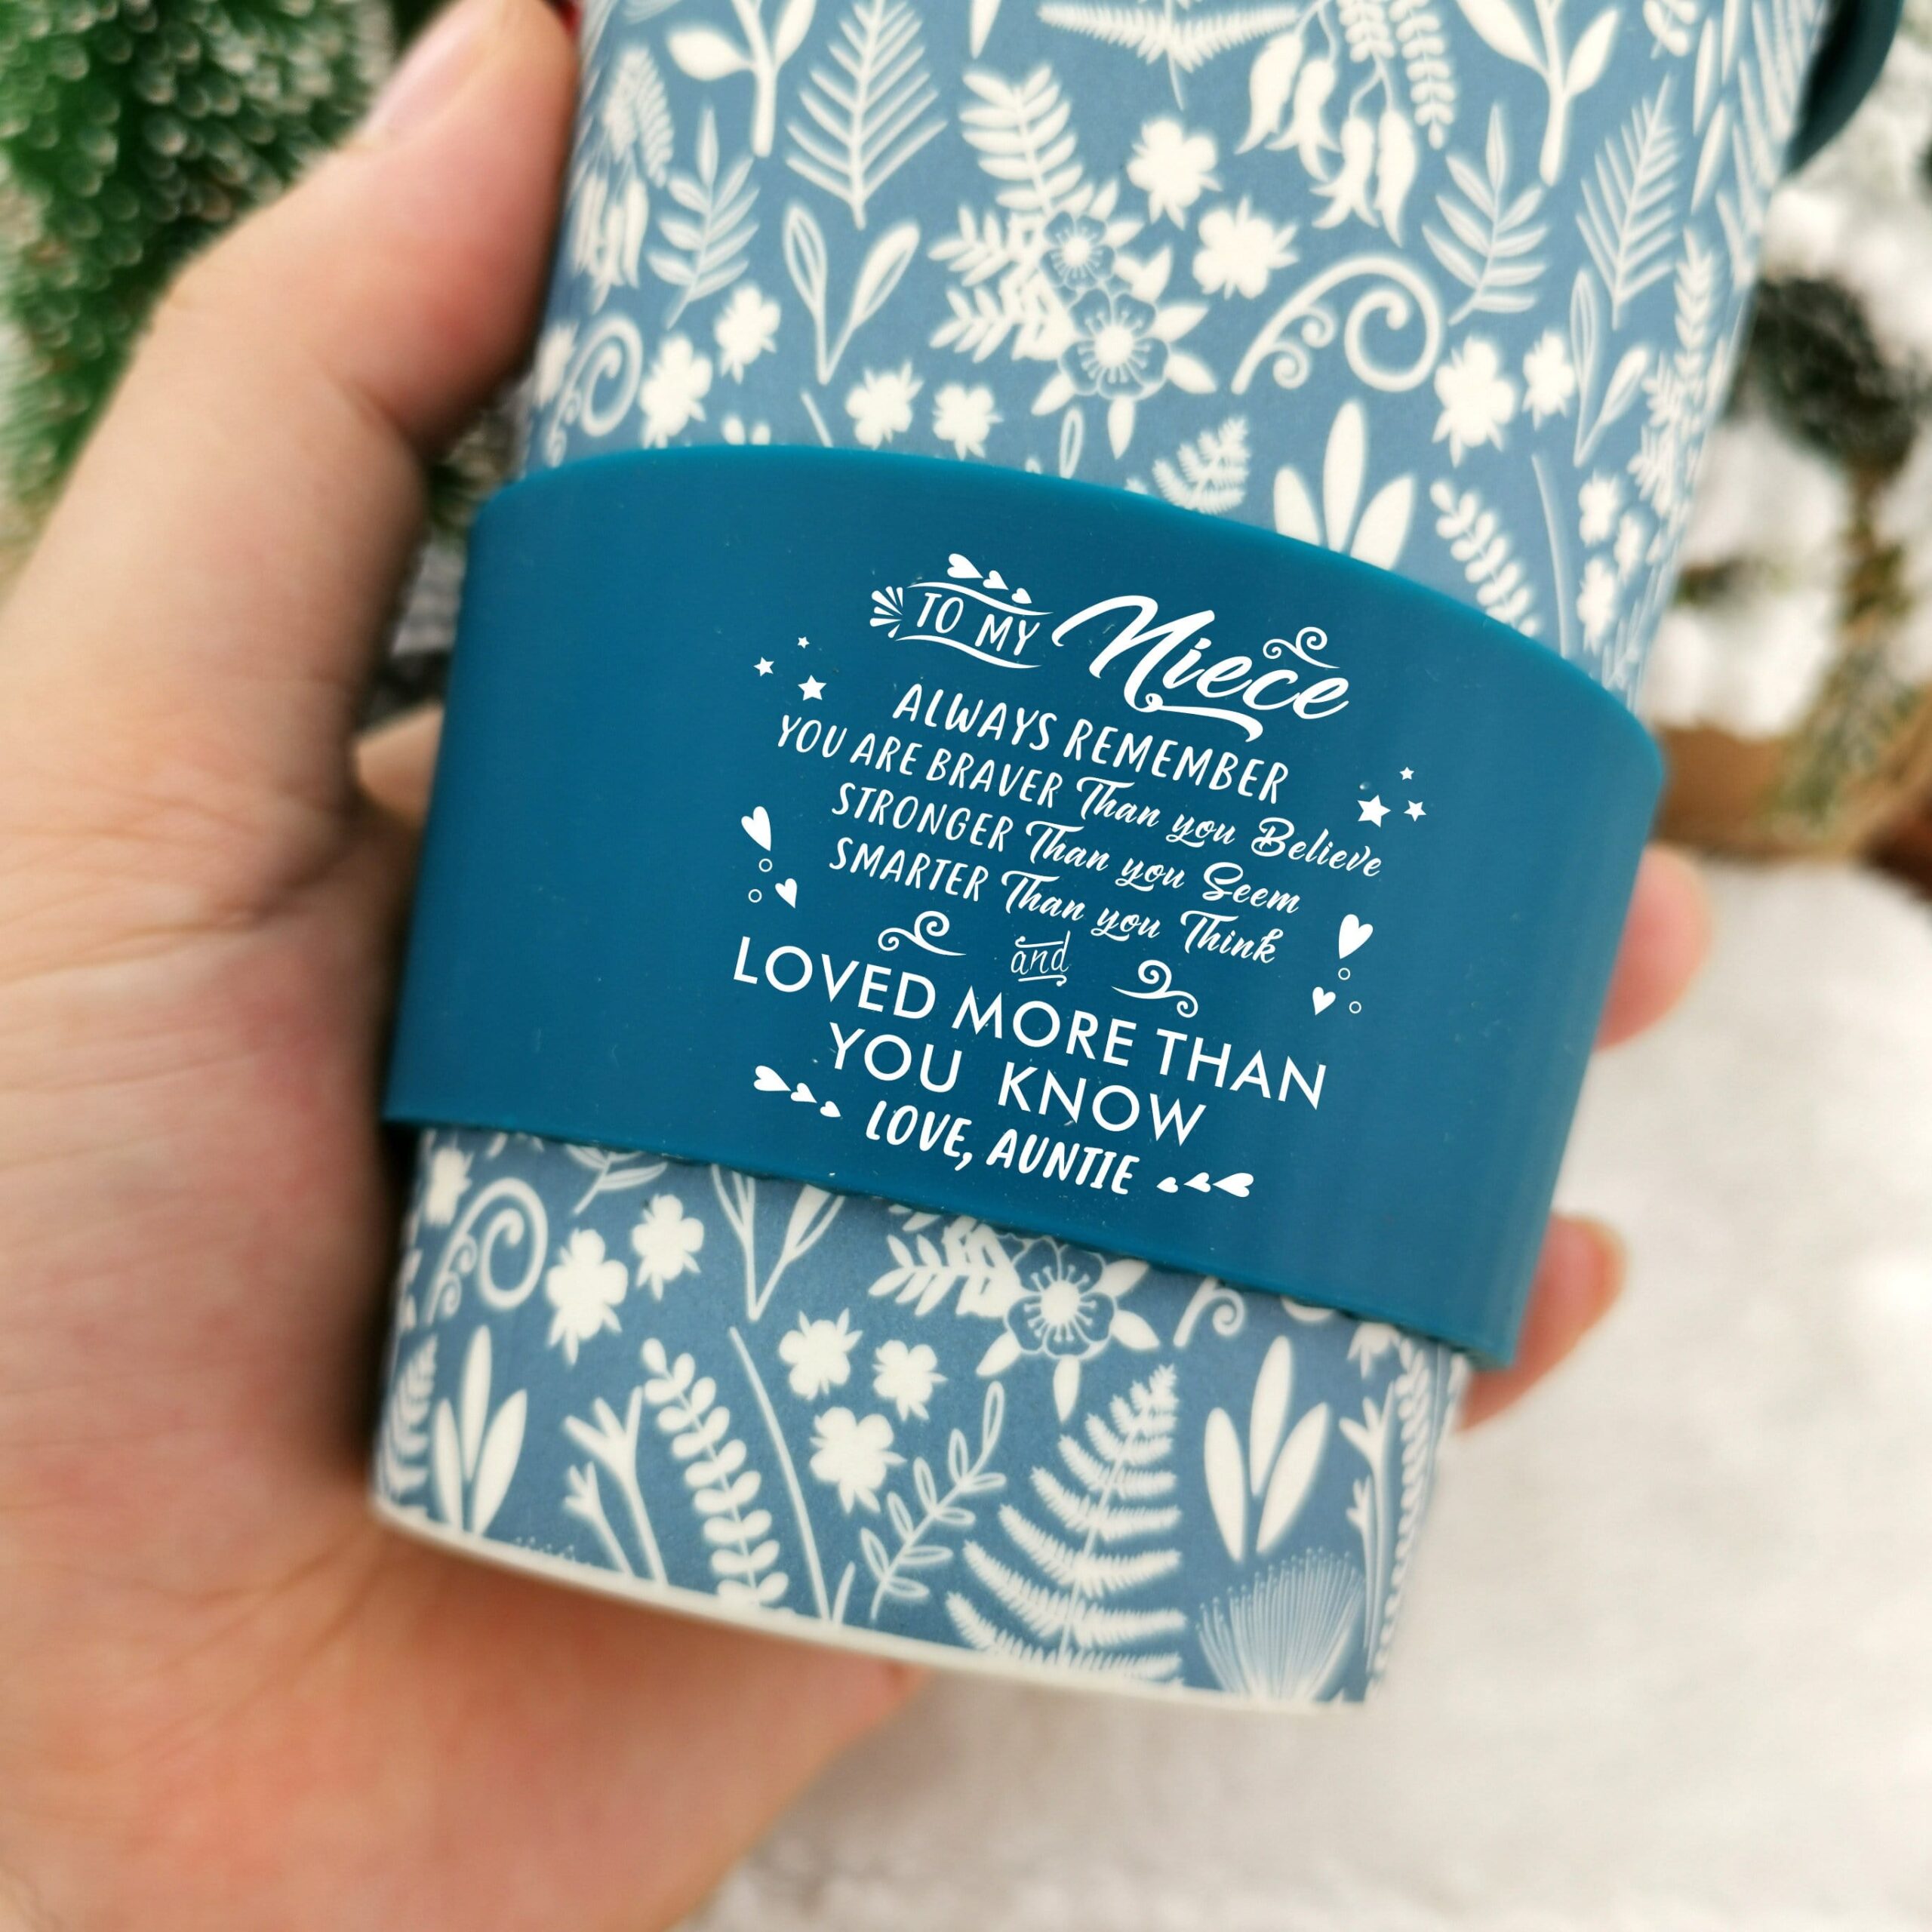 TO MY Niece
ALWAYS REMEMBER
YOU ARE BRAVER Than you Believe
STRONGER Than you Seem
SMARTER Than you Think
and
LOVED MORE THAN
YOU KNOW
LOVE, AUNTIE